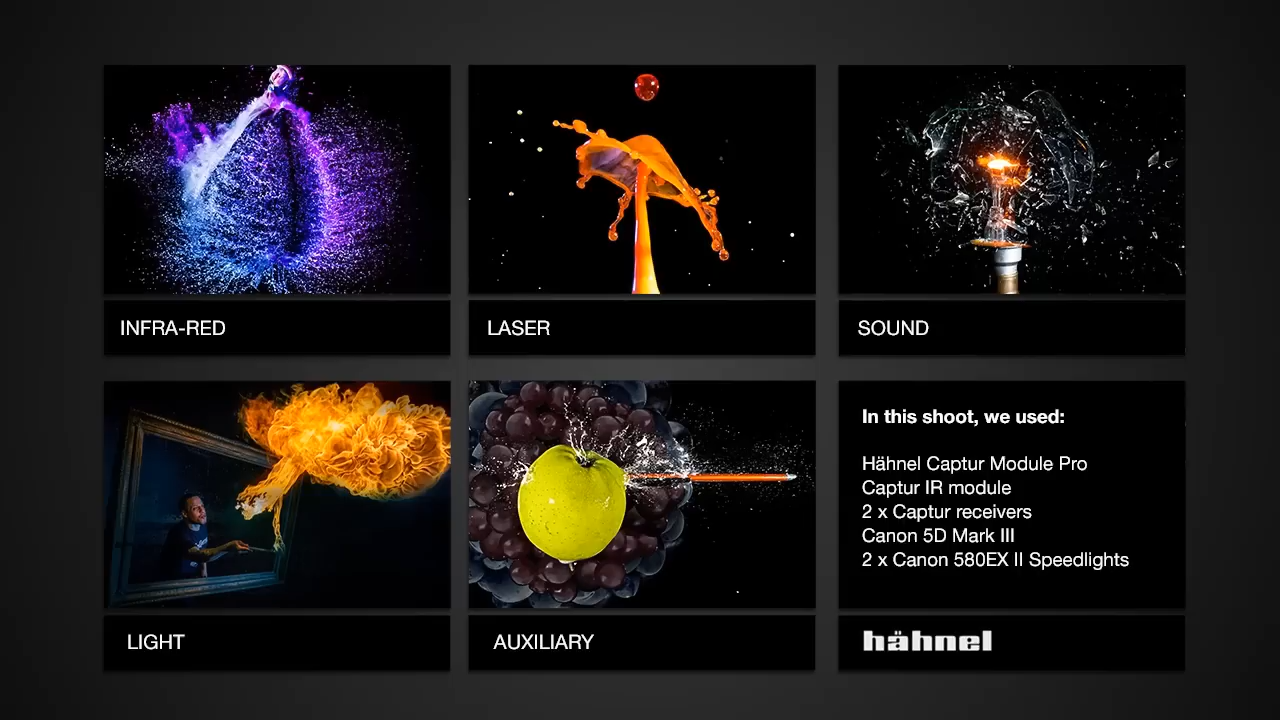 INFRA-RED
LASER
SOUND
LIGHT
AUXILIARY
In this shoot, we used:
Hähnel Captur Module Pro
Captur IR module
2 x Captur receivers
Canon 5D Mark III
2 x Canon 580EX II Speedlights
hähnel